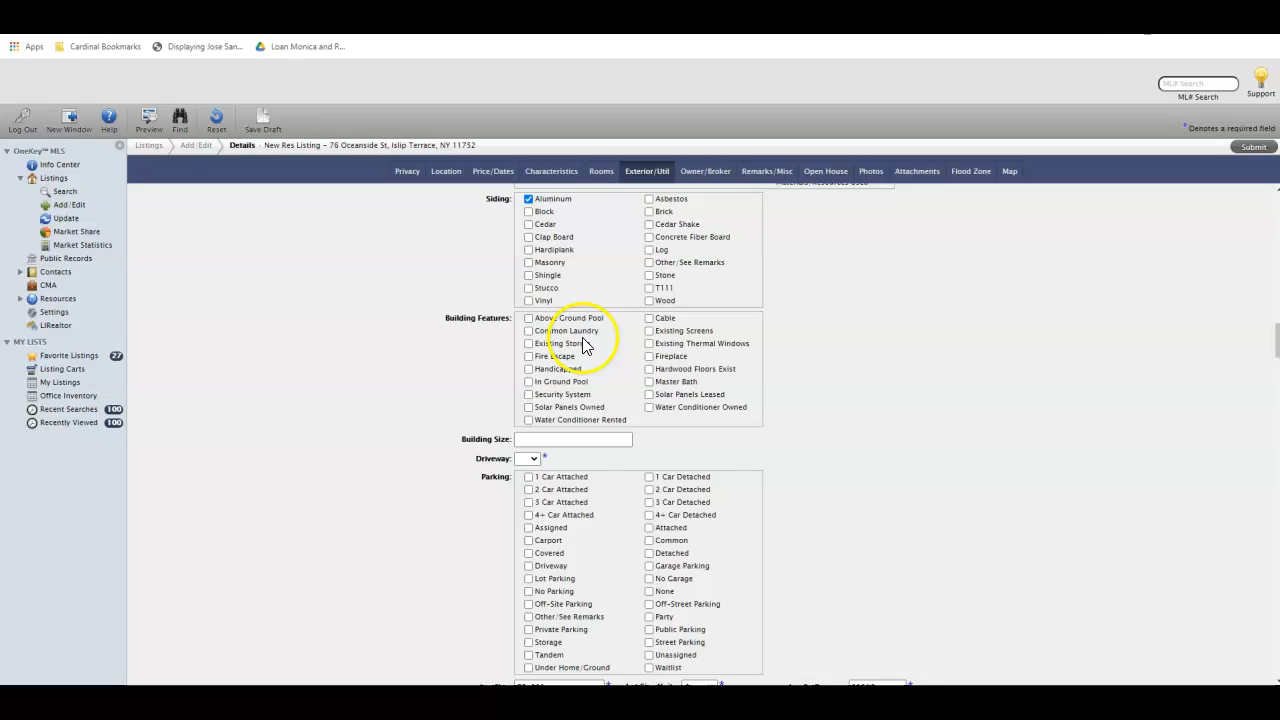 Apps Cardinal Bookmarks Displaying Jose San... Loan Monica and R...
ML# Search
ML# Search
Support
Log Out New Window Help Preview Find Reset Save Draft
* Denotes a required field
Listings Add/Edit Details - New Res Listing - 76 Oceanside St, Islip Terrace, NY 11752
Submit
OneKey™ MLS
Info Center
Listings
Search
Add/Edit
Update
Market Share
Market Statistics
Public Records
Contacts
CMA
Resources
Settings
LIRealtor
MY LISTS
Favorite Listings 27
Listing Carts
My Listings
Office Inventory
Recent Searches 100
Recently Viewed 100
Privacy Location Price/Dates Characteristics Rooms Exterior/Util Owner/Broker Remarks/Misc Open House Photos Attachments Flood Zone Map
Materials/Resources Used
Siding: Aluminum Asbestos
Block Brick
Cedar Cedar Shake
Clap Board Concrete Fiber Board
Hardiplank Log
Masonry Other/See Remarks
Shingle Stone
Stucco T111
Vinyl Wood
Building Features: Above Ground Pool Cable
Common Laundry Existing Screens
Existing Existing Thermal Windows
Fire Escape Fireplace
Handicapped Hardwood Floors Exist
In Ground Pool Master Bath
Security System Solar Panels Leased
Solar Panels Owned Water Conditioner Owned
Water Conditioner Rented
Building Size:
Driveway: *
Parking: 1 Car Attached 1 Car Detached
2 Car Attached 2 Car Detached
3 Car Attached 3 Car Detached
4+ Car Attached 4+ Car Detached
Assigned Attached
Carport Common
Covered Detached
Driveway Garage Parking
Lot Parking No Garage
No Parking None
Off-Site Parking Off-Street Parking
Other/See Remarks Party
Private Parking Public Parking
Storage Street Parking
Tandem Unassigned
Under Home/Ground Waitlist